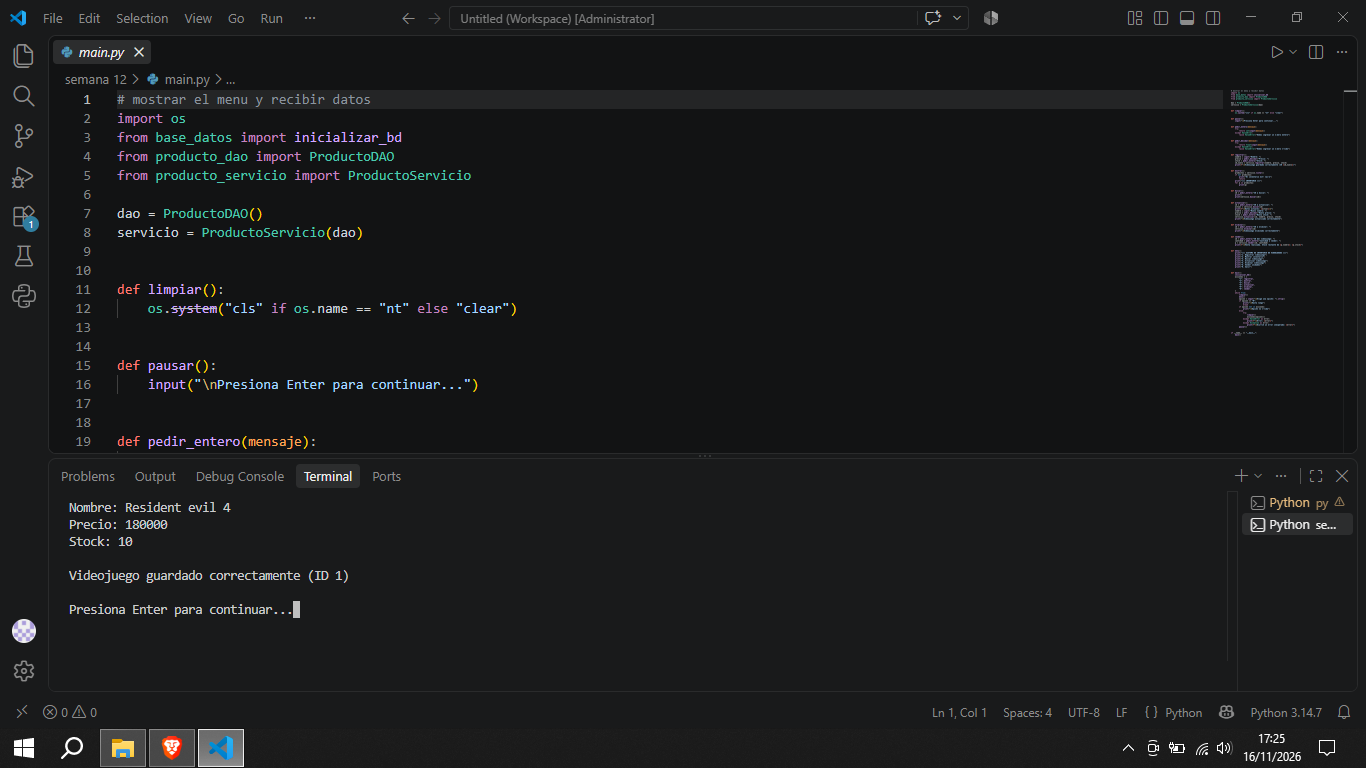 File Edit Selection View Go Run ···
Untitled (Workspace) [Administrator]
main.py
semana 12 > main.py > ...
1 # mostrar el menu y recibir datos
2 import os
3 from base_datos import inicializar_bd
4 from producto_dao import ProductoDAO
5 from producto_servicio import ProductoServicio
6
7 dao = ProductoDAO()
8 servicio = ProductoServicio(dao)
9
10
11 def limpiar():
12 os.system("cls" if os.name == "nt" else "clear")
13
14
15 def pausar():
16 input("\nPresiona Enter para continuar...")
17
18
19 def pedir_entero(mensaje):
Problems Output Debug Console Terminal Ports
Nombre: Resident evil 4
Precio: 180000
Stock: 10
Videojuego guardado correctamente (ID 1)
Presiona Enter para continuar...
Python py
Python se...
1
0 0
Ln 1, Col 1 Spaces: 4 UTF-8 LF { } Python Python 3.14.7
17:25
16/11/2026